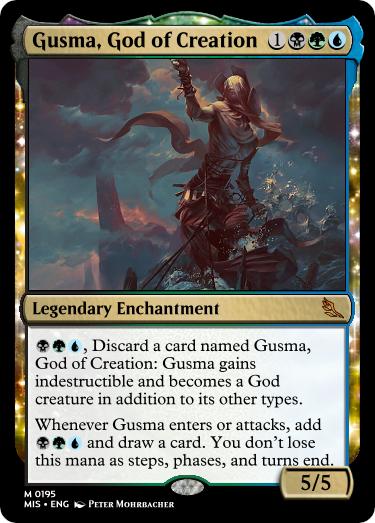 Gusma, God of Creation 1
Legendary Enchantment
, Discard a card named Gusma,
God of Creation: Gusma gains
indestructible and becomes a God
creature in addition to its other types.
Whenever Gusma enters or attacks, add
and draw a card. You don't lose
this mana as steps, phases, and turns end.
5/5
M 0195
MIS • ENG Peter Mohrbacher